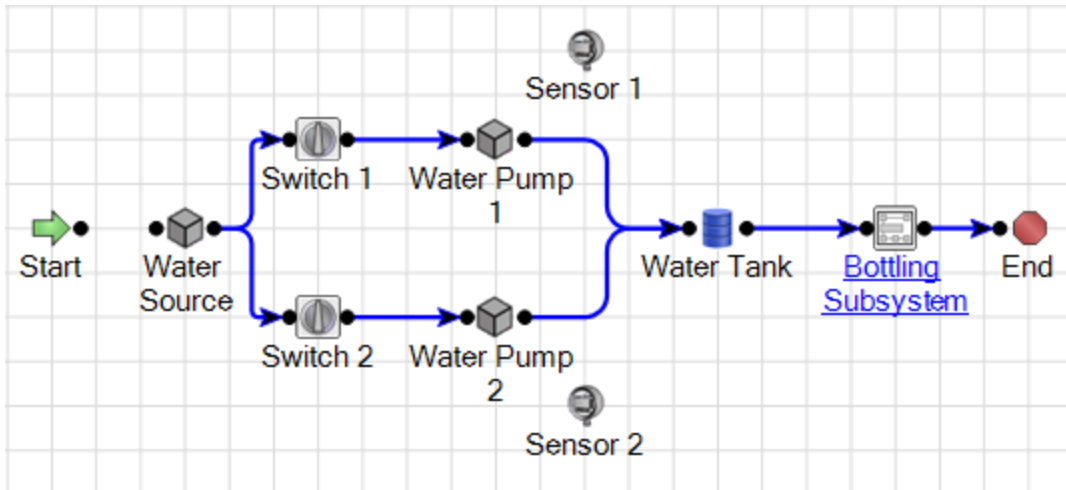 Sensor 1
Switch 1
Water Pump
1
Start
Water
Source
Water Tank
Bottling
Subsystem
End
Switch 2
Water Pump
2
Sensor 2